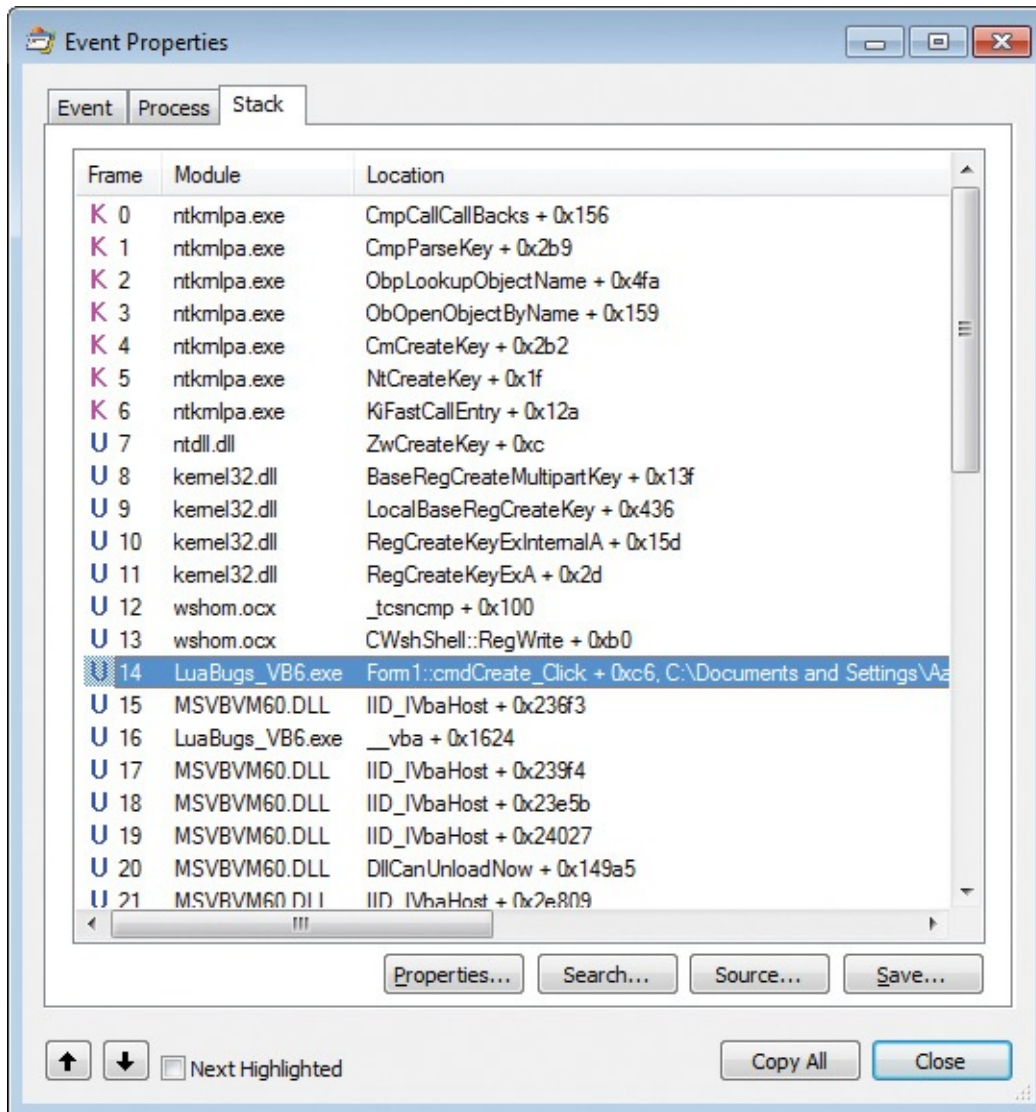 Event Properties
Event Process Stack
Frame Module Location
K 0 ntkrnlpa.exe CmpCallCallBacks + 0x156
K 1 ntkrnlpa.exe CmpParseKey + 0x2b9
K 2 ntkrnlpa.exe ObpLookupObjectName + 0x4fa
K 3 ntkrnlpa.exe ObOpenObjectByName + 0x159
K 4 ntkrnlpa.exe CmCreateKey + 0x2b2
K 5 ntkrnlpa.exe NtCreateKey + 0x1f
K 6 ntkrnlpa.exe KiFastCallEntry + 0x12a
U 7 ntdll.dll ZwCreateKey + 0xc
U 8 kernel32.dll BaseRegCreateMultipartKey + 0x13f
U 9 kernel32.dll LocalBaseRegCreateKey + 0x436
U 10 kernel32.dll RegCreateKeyExInternalA + 0x15d
U 11 kernel32.dll RegCreateKeyExA + 0x2d
U 12 wshom.ocx _tcsncmp + 0x100
U 13 wshom.ocx CWshShell::RegWrite + 0xb0
U 14 LuaBugs_VB6.exe Form1::cmdCreate_Click + 0xc6, C:\Documents and Settings\Aa
U 15 MSVBVM60.DLL IID_IVbaHost + 0x236f3
U 16 LuaBugs_VB6.exe __vba + 0x1624
U 17 MSVBVM60.DLL IID_IVbaHost + 0x239f4
U 18 MSVBVM60.DLL IID_IVbaHost + 0x23e5b
U 19 MSVBVM60.DLL IID_IVbaHost + 0x24027
U 20 MSVBVM60.DLL DllCanUnloadNow + 0x149a5
U 21 MSVBVM60.DLL IID_IVbaHost + 0x2e809
Properties... Search... Source... Save...
Next Highlighted Copy All Close